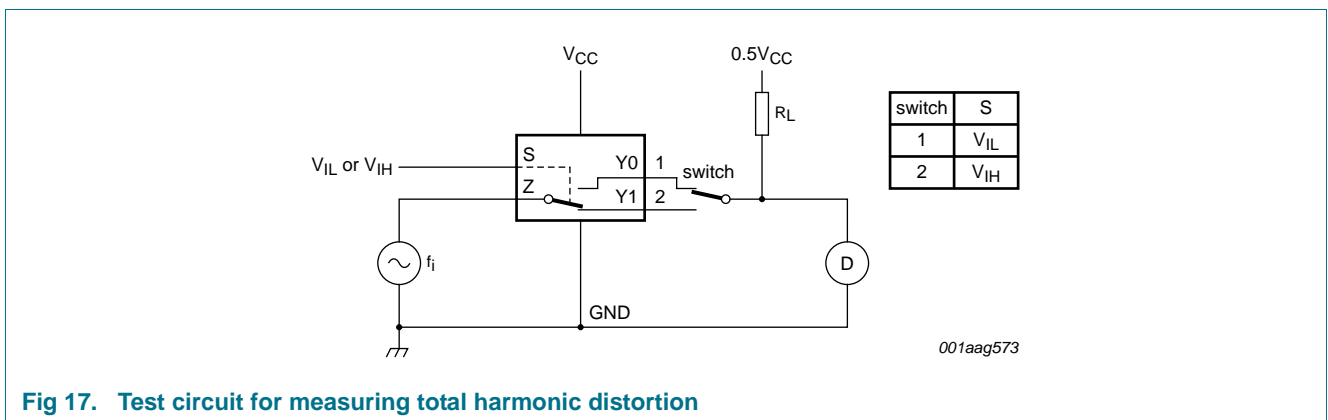 VCC
0.5VCC
RL
switch S
1 VIL
2 VIH
VIL or VIH
S
Z
Y0
Y1
1
2
switch
fi
D
GND
001aag573
Fig 17. Test circuit for measuring total harmonic distortion